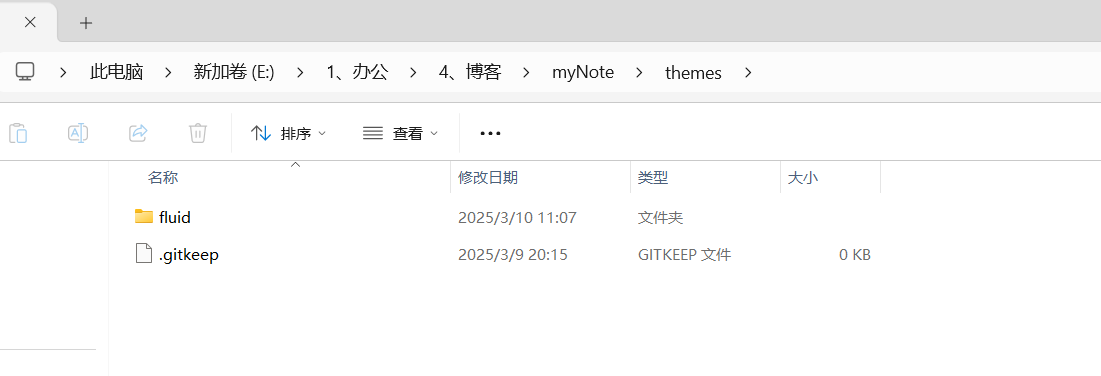 此电脑 新加卷 (E:) 1、办公 4、博客 myNote themes
排序 查看
名称 修改日期 类型 大小
fluid 2025/3/10 11:07 文件夹
.gitkeep 2025/3/9 20:15 GITKEEP 文件 0 KB